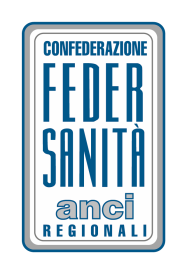 CONFEDERAZIONE
FEDER
SANITÀ
anci
REGIONALI